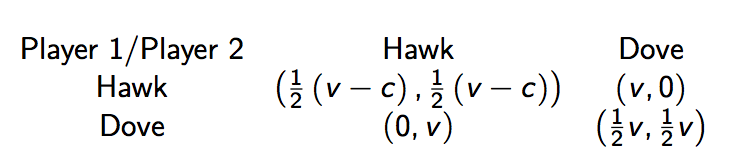 Player 1/Player 2 Hawk Dove
Hawk (½ (v − c) , ½ (v − c)) (v, 0)
Dove (0, v) (½v, ½v)